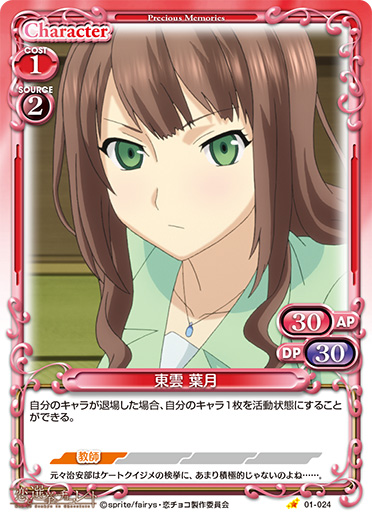 Precious Memories
Character
COST
1
SOURCE
2
30 AP
DP 30
東雲 葉月
自分のキャラが退場した場合、自分のキャラ1枚を活動状態にすること
ができる。
教師
元々治安部はケートクイジメの検挙に、あまり積極的じゃないのよね……。
恋と選挙とチョコレート
©sprite/fairys・恋チョコ製作委員会
01-024